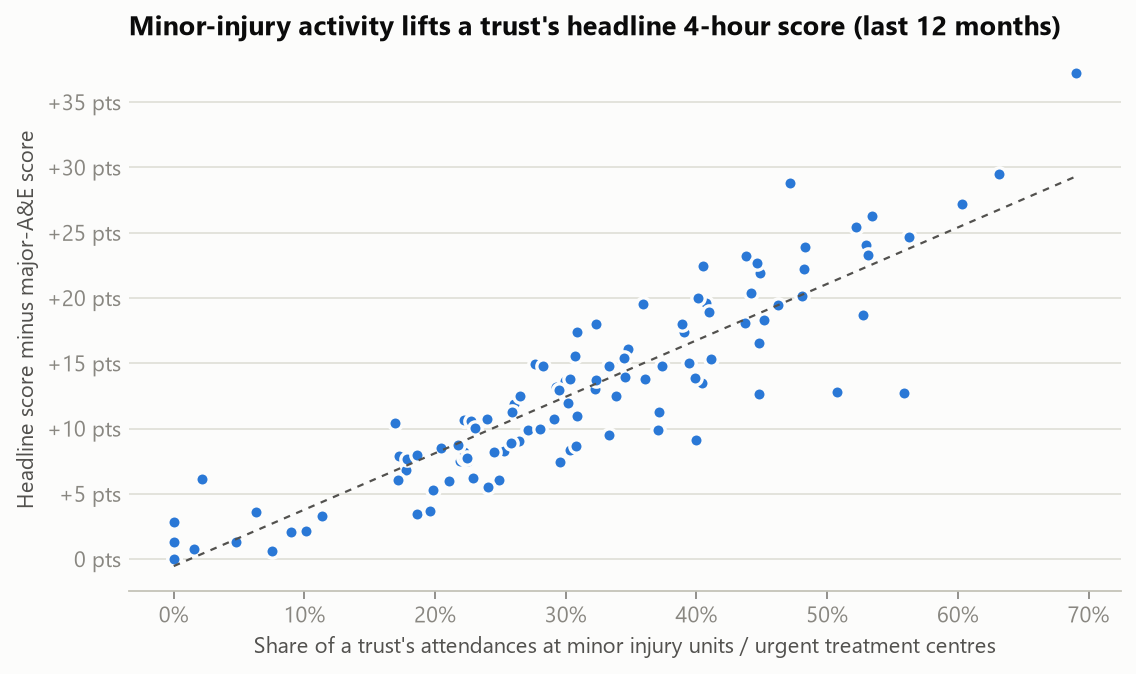 Minor-injury activity lifts a trust's headline 4-hour score (last 12 months)
Headline score minus major-A&E score
+35 pts
+30 pts
+25 pts
+20 pts
+15 pts
+10 pts
+5 pts
0 pts
0%
10%
20%
30%
40%
50%
60%
70%
Share of a trust's attendances at minor injury units / urgent treatment centres